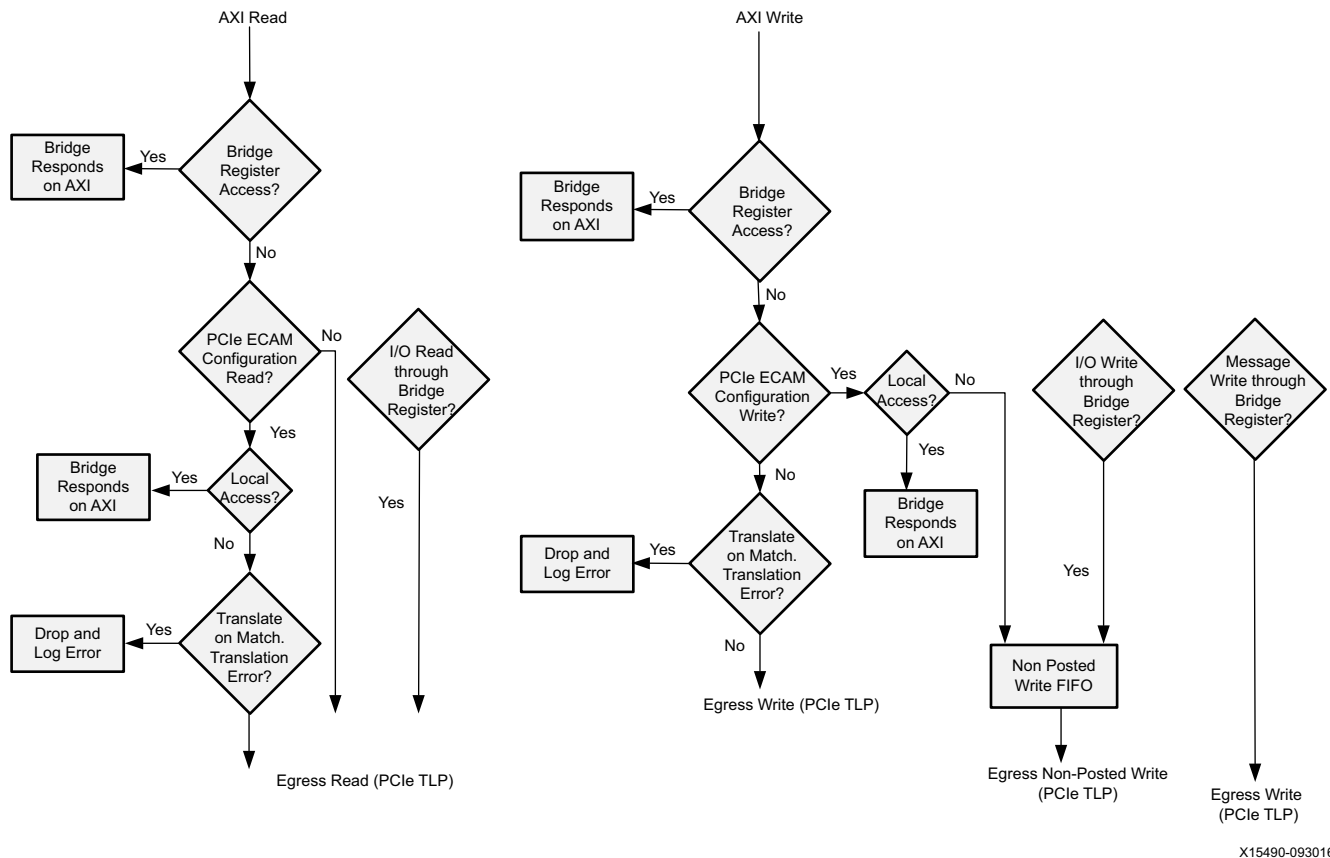 AXI Read
Bridge
Responds
on AXI
Yes
Bridge
Register
Access?
No
PCIe ECAM
Configuration
Read?
No
I/O Read
through
Bridge
Register?
Yes
Bridge
Responds
on AXI
Yes
Local
Access?
Yes
No
Drop and
Log Error
Yes
Translate
on Match.
Translation
Error?
Egress Read (PCIe TLP)
AXI Write
Bridge
Responds
on AXI
Yes
Bridge
Register
Access?
No
PCIe ECAM
Configuration
Write?
Yes
Local
Access?
No
Yes
Bridge
Responds
on AXI
No
Drop and
Log Error
Yes
Translate
on Match.
Translation
Error?
No
Egress Write (PCIe TLP)
I/O Write
through
Bridge
Register?
Yes
Non Posted
Write FIFO
Egress Non-Posted Write
(PCIe TLP)
Message
Write through
Bridge
Register?
Egress Write
(PCIe TLP)
X15490-093016